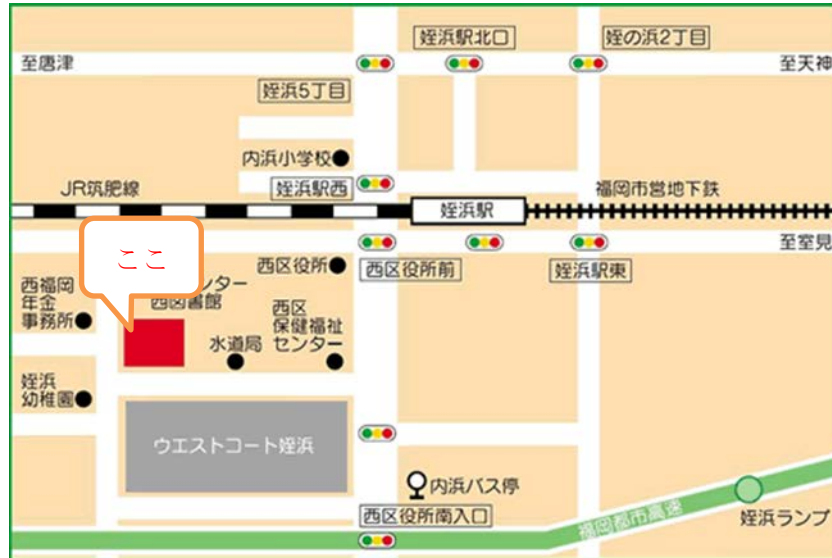 姪浜駅北口
姪の浜2丁目
至唐津
至天神
姪浜5丁目
内浜小学校
JR筑肥線
姪浜駅西
福岡市営地下鉄
姪浜駅
至室見
ここ
西区役所
西区役所前
姪浜駅東
西福岡
年金
事務所
ンター
西図書館
西区
保健福祉
センター
水道局
姪浜
幼稚園
ウエストコート姪浜
内浜バス停
西区役所南入口
福岡都市高速
姪浜ランプ